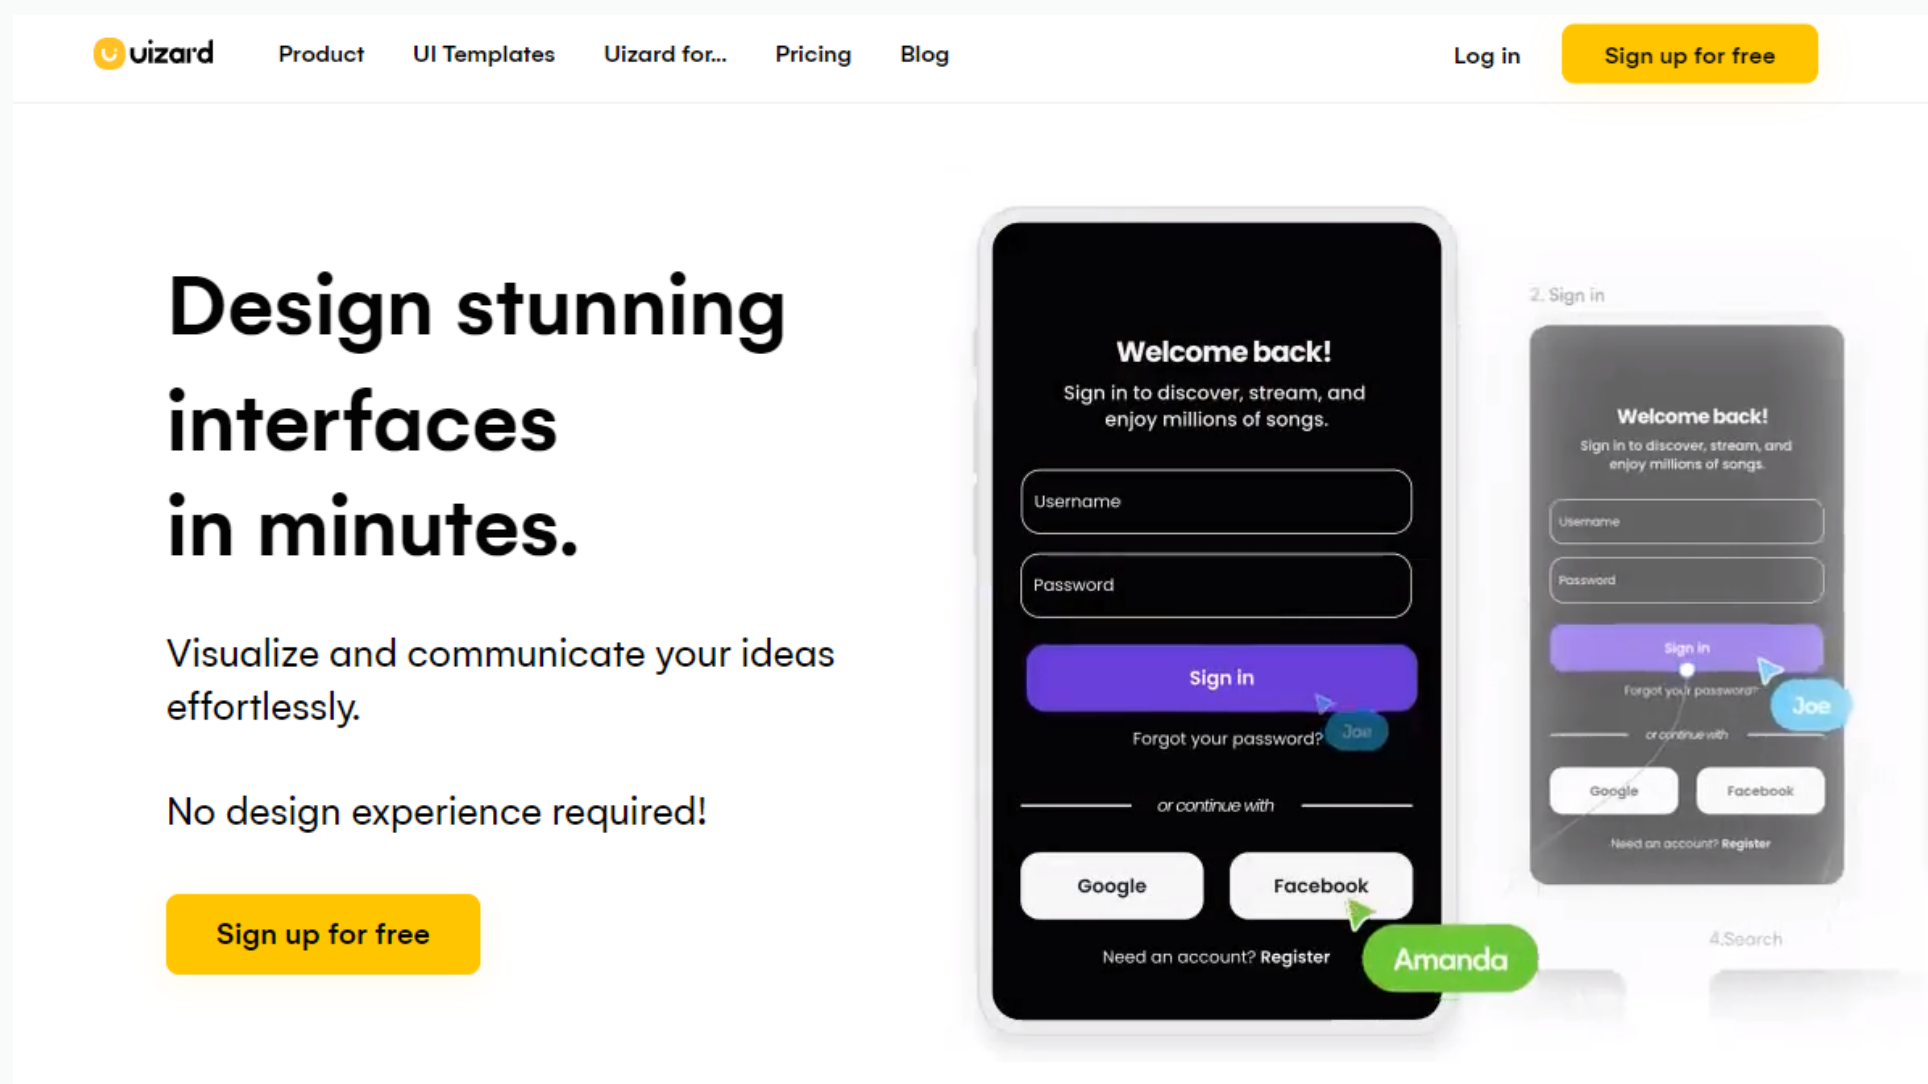 uizard
Product
UI Templates
Uizard for...
Pricing
Blog
Log in
Sign up for free
Design stunning
interfaces
in minutes.
Visualize and communicate your ideas
effortlessly.
No design experience required!
Sign up for free
Welcome back!
Sign in to discover, stream, and
enjoy millions of songs.
Username
Password
Sign in
Joe
Forgot your password?
or continue with
Google
Facebook
Need an account? Register
Amanda
2. Sign in
Welcome back!
Sign in to discover, stream, and
enjoy millions of songs.
Username
Password
Sign in
Forgot your password?
Joe
or continue with
Google
Facebook
Need an account? Register
4.Search